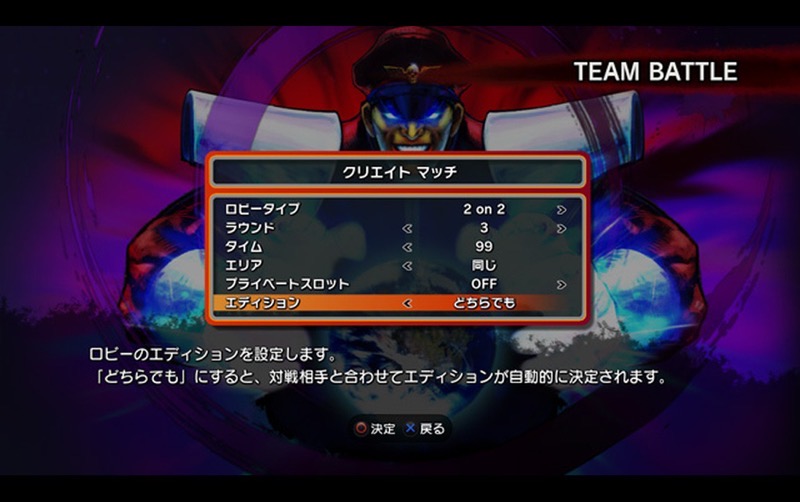 TEAM BATTLE
クリエイト マッチ
ロビータイプ 2 on 2
ラウンド 3
タイム 99
エリア 同じ
プライベートスロット OFF
エディション どちらでも
ロビーのエディションを設定します。
「どちらでも」にすると、対戦相手と合わせてエディションが自動的に決定されます。
決定 戻る